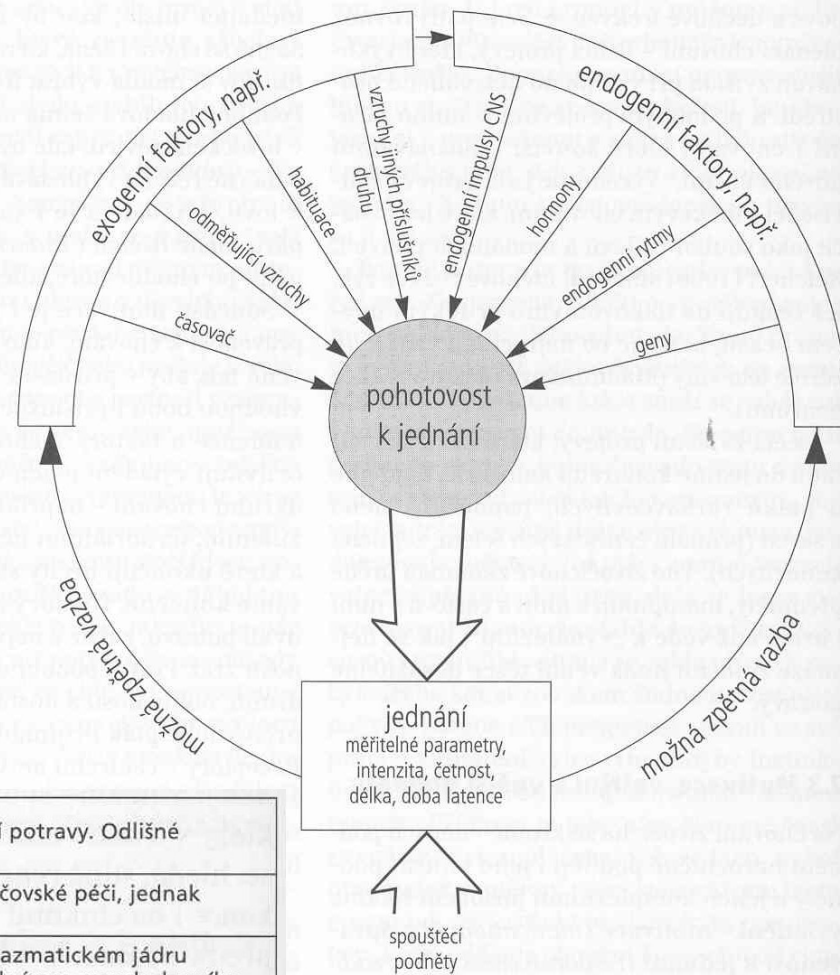 exogenní faktory, např.
endogenní faktory, např.
časovač
odměňující vzruchy
habituace
vzruchy jiných příslušníků
druhu
endogenní impulsy CNS
hormony
endogenní rytmy
geny
pohotovost
k jednání
možná zpětná vazba
možná zpětná vazba
jednání
měřitelné parametry,
intenzita, četnost,
délka, doba latence
spouštěcí
podněty
í potravy. Odlišné
čovské péči, jednak
azmatickém jádru